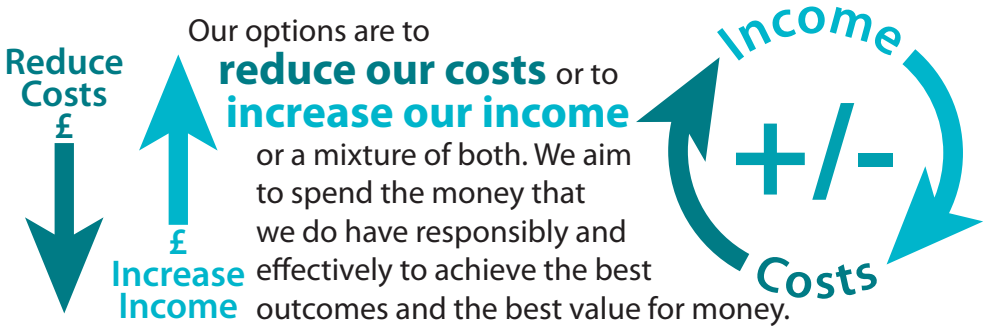 Reduce
Costs
£
£
Increase
Income
Our options are to
reduce our costs or to
increase our income
or a mixture of both. We aim
to spend the money that
we do have responsibly and
effectively to achieve the best
outcomes and the best value for money.
Income
+/-
Costs